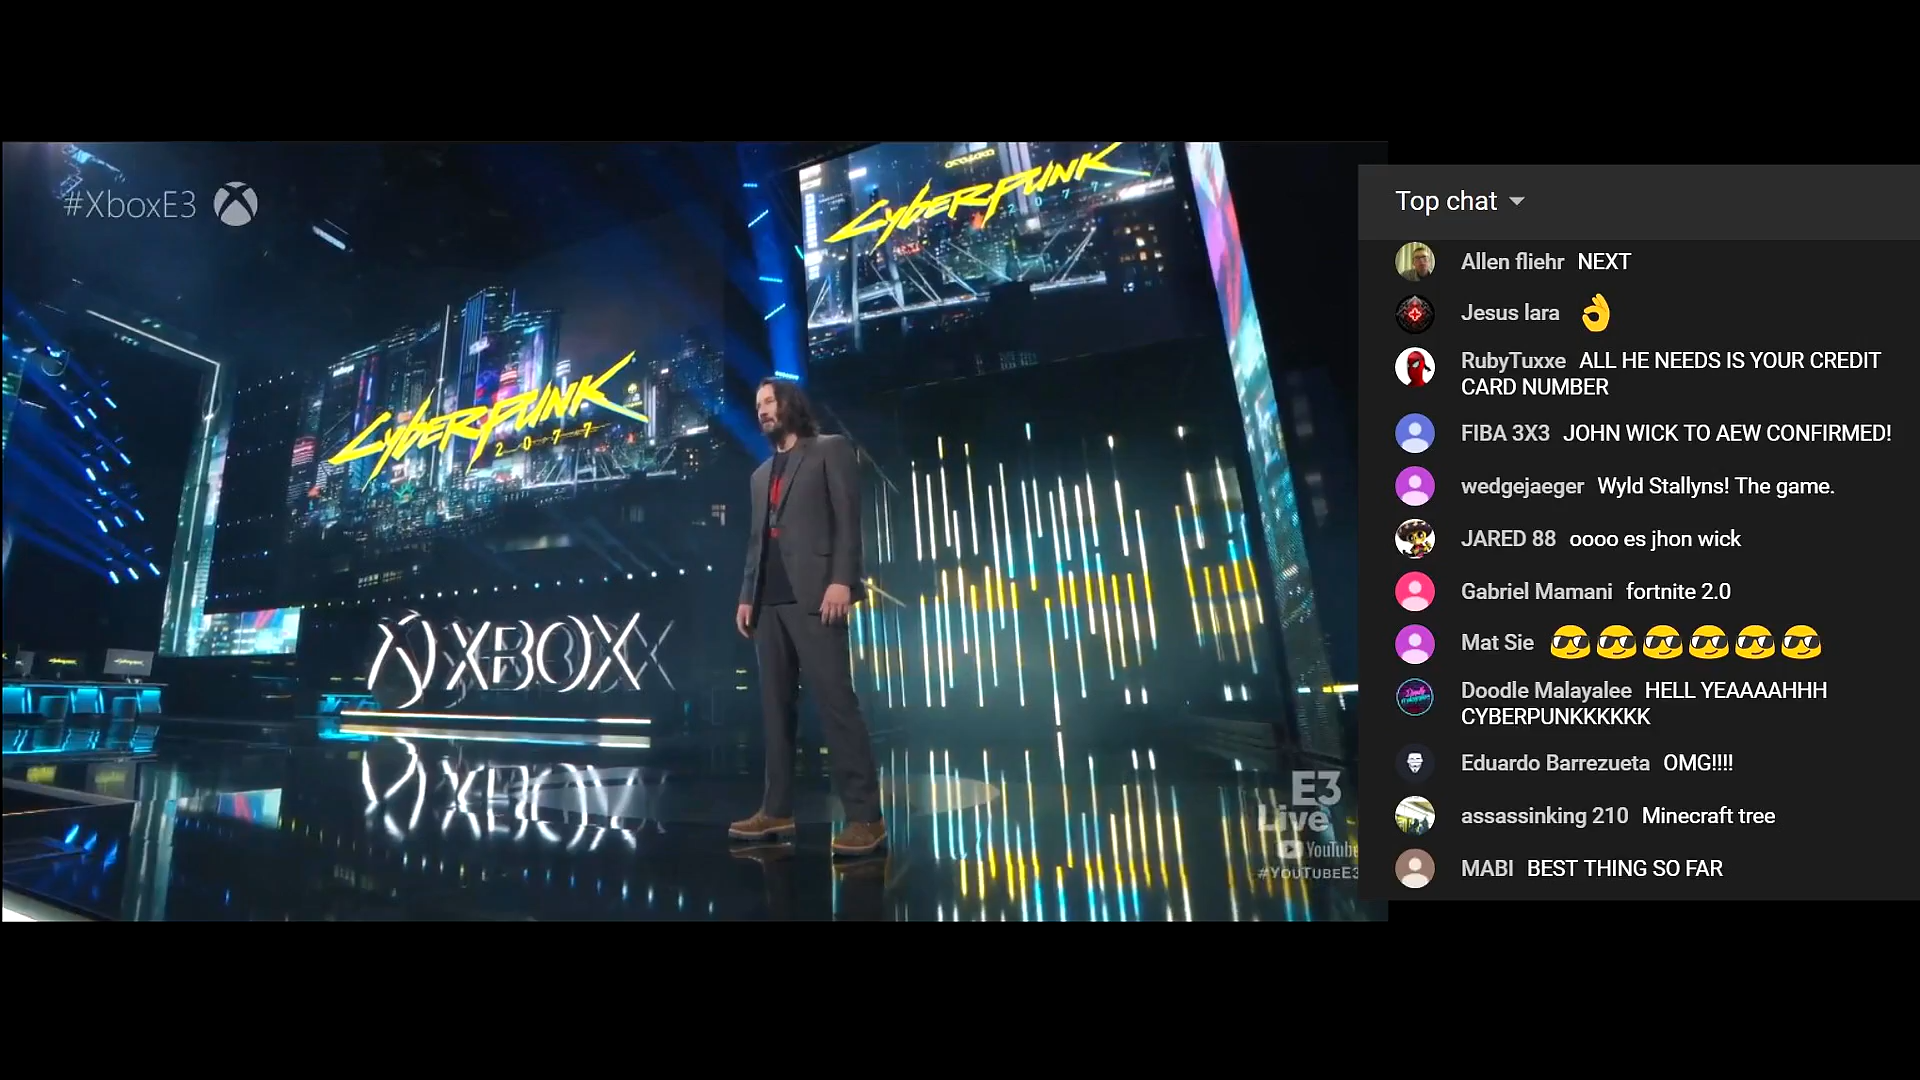 #XboxE3
CYBERPUNK
2077
CYBERPUNK
2077
XBOX
E3
Live
YouTube
#YOUTUBEE3
Top chat
Allen fliehr NEXT
Jesus lara 👌
RubyTuxxe ALL HE NEEDS IS YOUR CREDIT
CARD NUMBER
FIBA 3X3 JOHN WICK TO AEW CONFIRMED!
wedgejaeger Wyld Stallyns! The game.
JARED 88 oooo es jhon wick
Gabriel Mamani fortnite 2.0
Mat Sie 😎😎😎😎😎😎
Doodle Malayalee HELL YEAAAAHHH
CYBERPUNKKKKKK
Eduardo Barrezueta OMG!!!!
assassinking 210 Minecraft tree
MABI BEST THING SO FAR